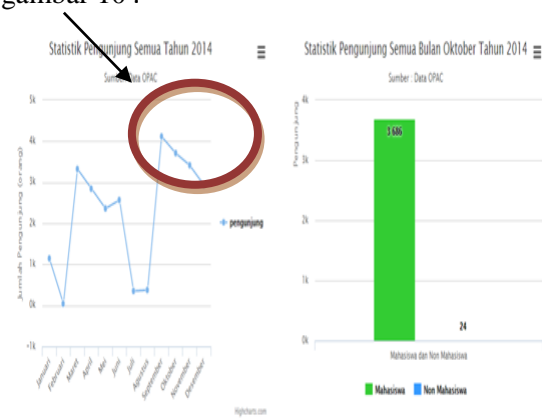 gambar 104
Statistik Pengunjung Semua Tahun 2014
Sumber Data OPAC
Jumlah Pengunjung (orang)
5k
4k
3k
2k
1k
0k
-1k
Januari
Februari
Maret
April
Mei
Juni
Juli
Agustus
September
Oktober
November
Desember
pengunjung
Highcharts.com
Statistik Pengunjung Semua Bulan Oktober Tahun 2014
Sumber : Data OPAC
Pengunjung
4k
3k
2k
1k
0k
3 686
24
Mahasiswa dan Non Mahasiswa
Mahasiswa
Non Mahasiswa